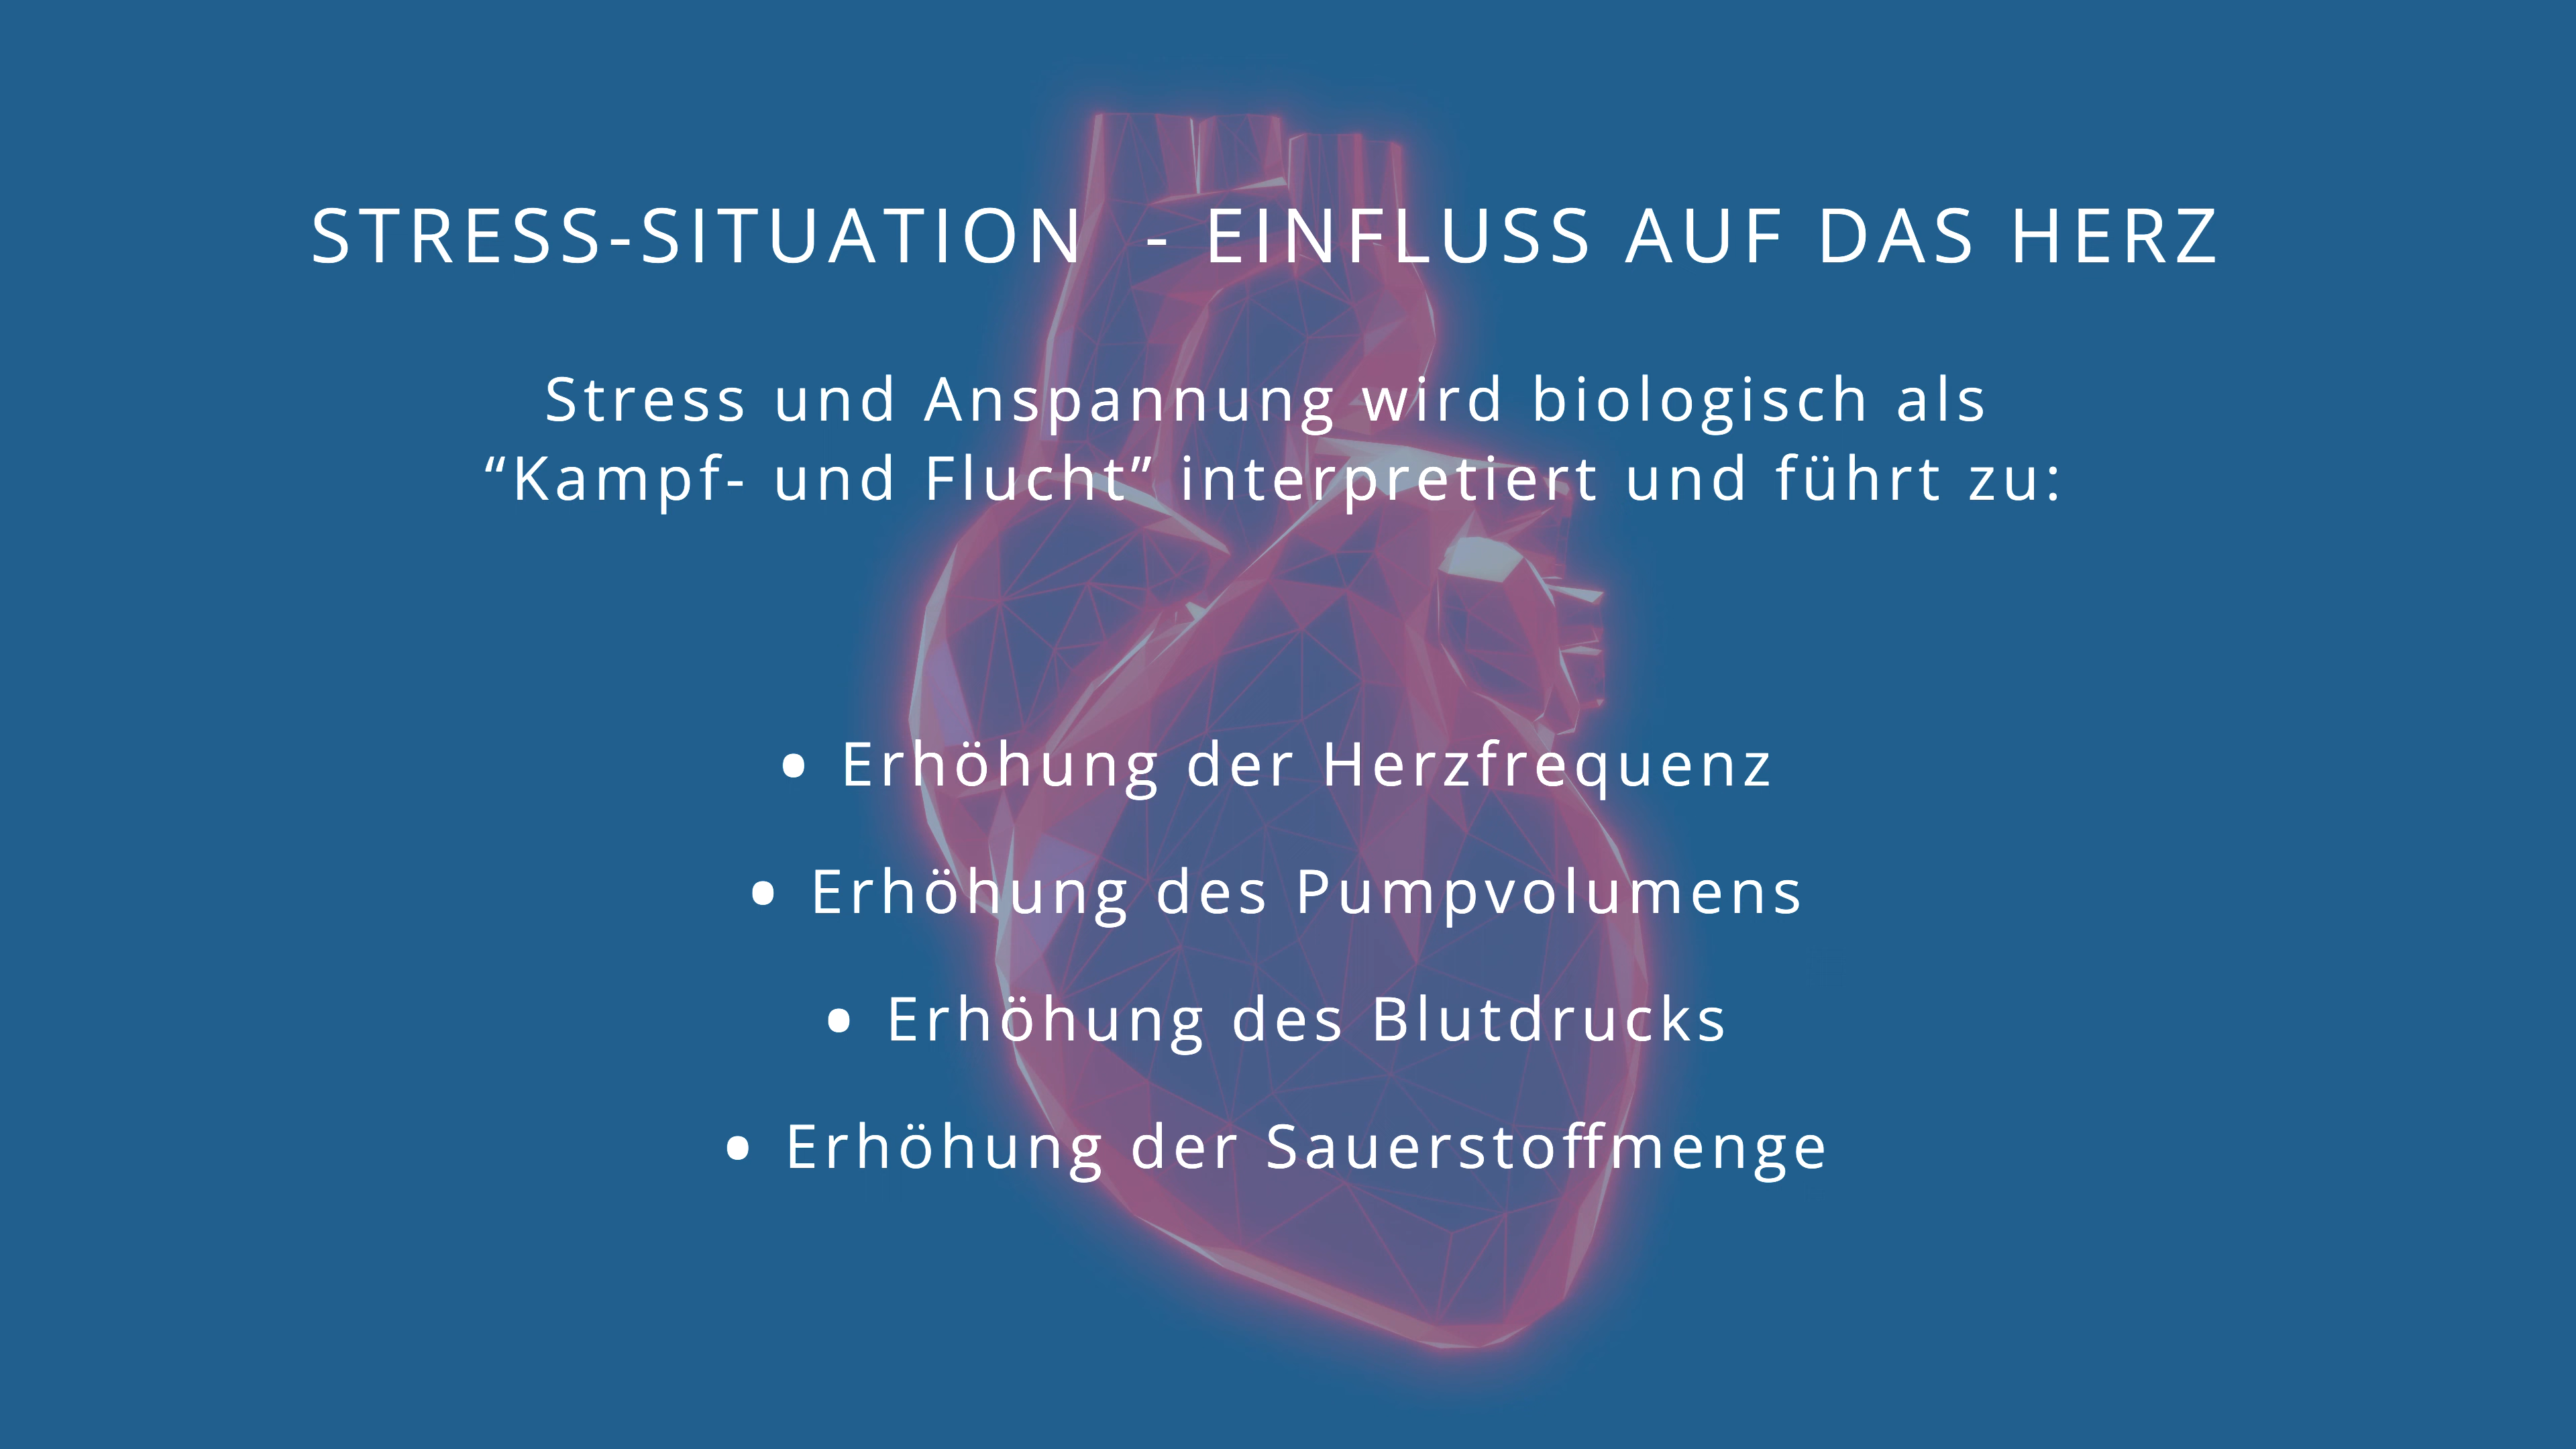 STRESS-SITUATION - EINFLUSS AUF DAS HERZ
Stress und Anspannung wird biologisch als
“Kampf- und Flucht” interpretiert und führt zu:
• Erhöhung der Herzfrequenz
• Erhöhung des Pumpvolumens
• Erhöhung des Blutdrucks
• Erhöhung der Sauerstoffmenge